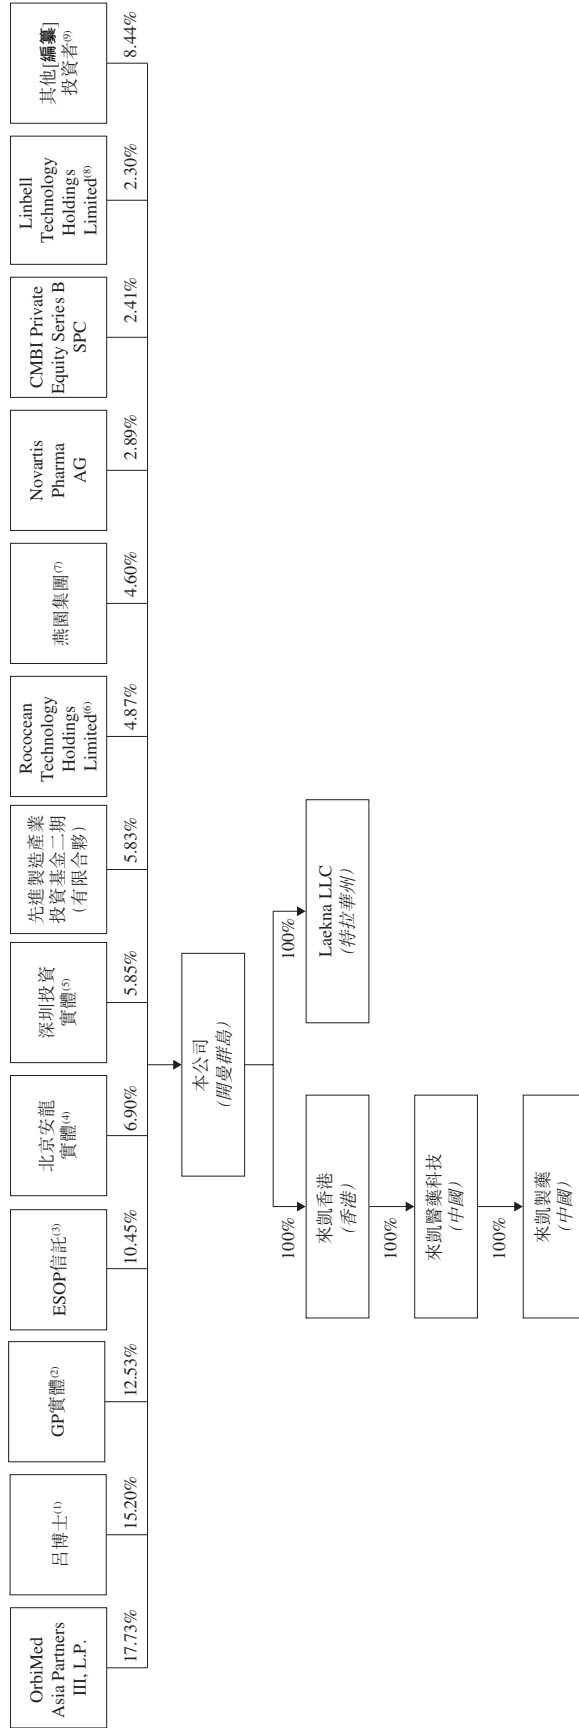 OrbiMed
Asia Partners
III, L.P.
17.73%
呂博士(1)
15.20%
GP實體(2)
12.53%
ESOP信託(3)
10.45%
北京安龍
實體(4)
6.90%
深圳投資
實體(5)
5.85%
先進製造產業
投資基金二期
(有限合夥)
5.83%
Rococean
Technology
Holdings
Limited(6)
4.87%
燕園集團(7)
4.60%
Novartis
Pharma
AG
2.89%
CMBI Private
Equity Series B
SPC
2.41%
Linbell
Technology
Holdings
Limited(8)
2.30%
其他[編纂]
投資者(9)
8.44%
本公司
(開曼群島)
100%
100%
來凱香港
(香港)
Laekna LLC
(特拉華州)
100%
來凱醫藥科技
(中國)
100%
來凱製藥
(中國)